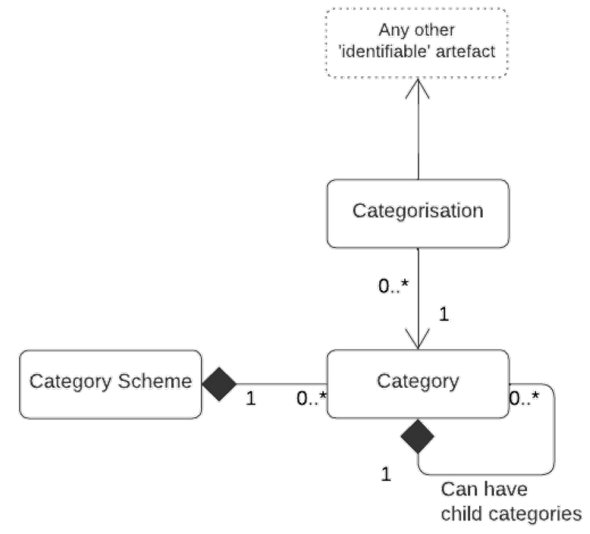 Any other
'identifiable' artefact
Categorisation
0..*
1
Category Scheme
Category
1
0..*
0..*
1
Can have
child categories